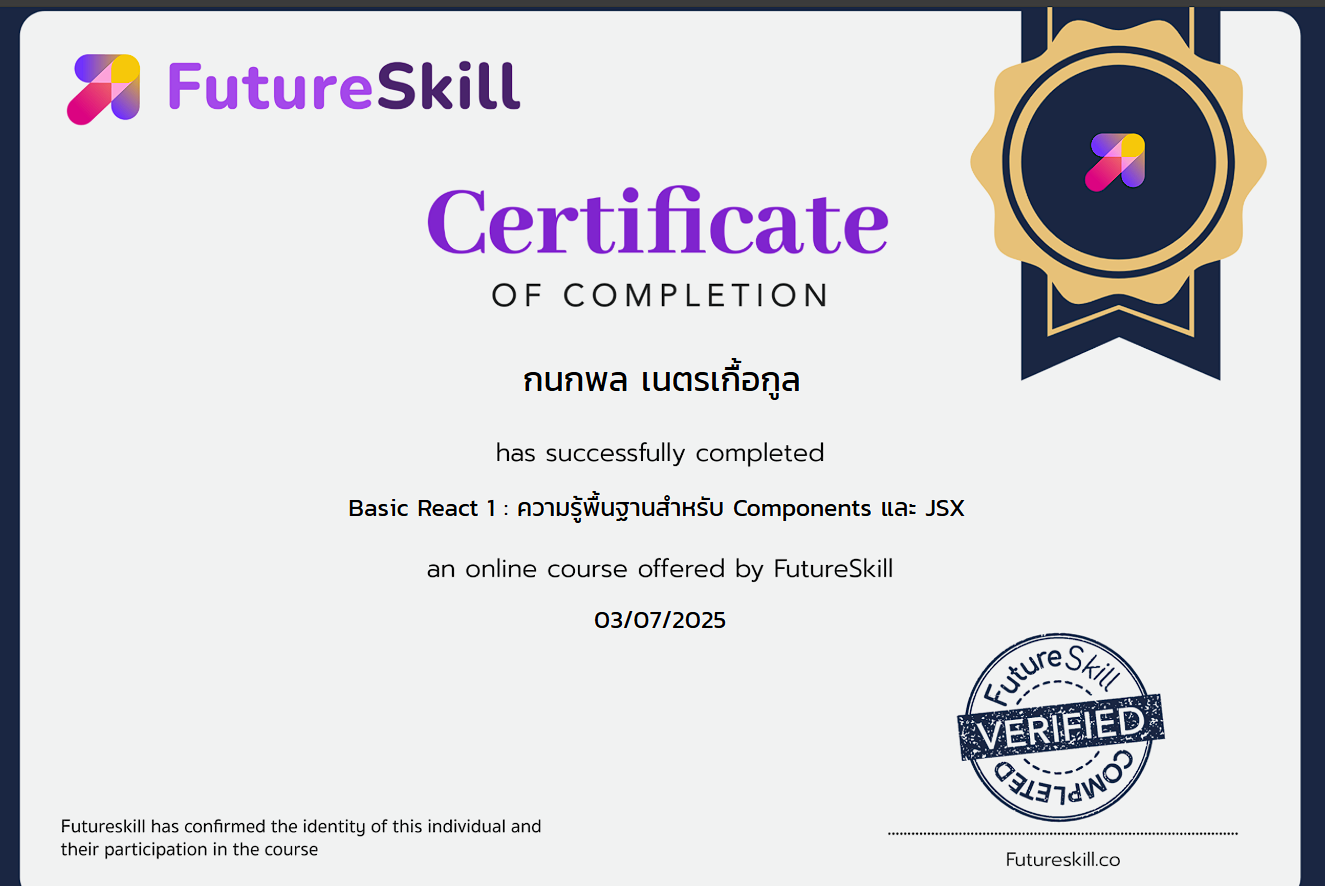 FutureSkill
Certificate
OF COMPLETION
กนกพล เนตรเกื้อกูล
has successfully completed
Basic React 1 : ความรู้พื้นฐานสำหรับ Components และ JSX
an online course offered by FutureSkill
03/07/2025
FutureSkill
VERIFIED
COMPLETED
Futureskill has confirmed the identity of this individual and
their participation in the course
Futureskill.co